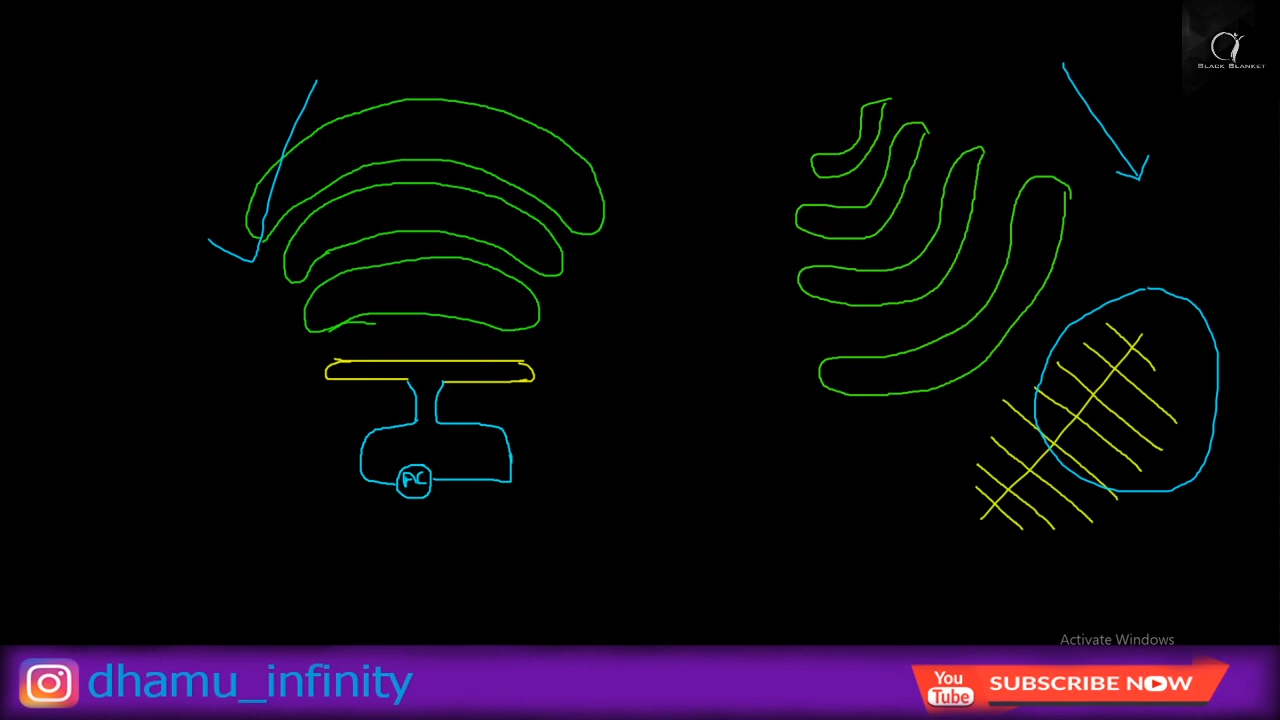 BLACK BLANKET
AC
Activate Windows
dhamu_infinity
You
Tube
SUBSCRIBE NOW